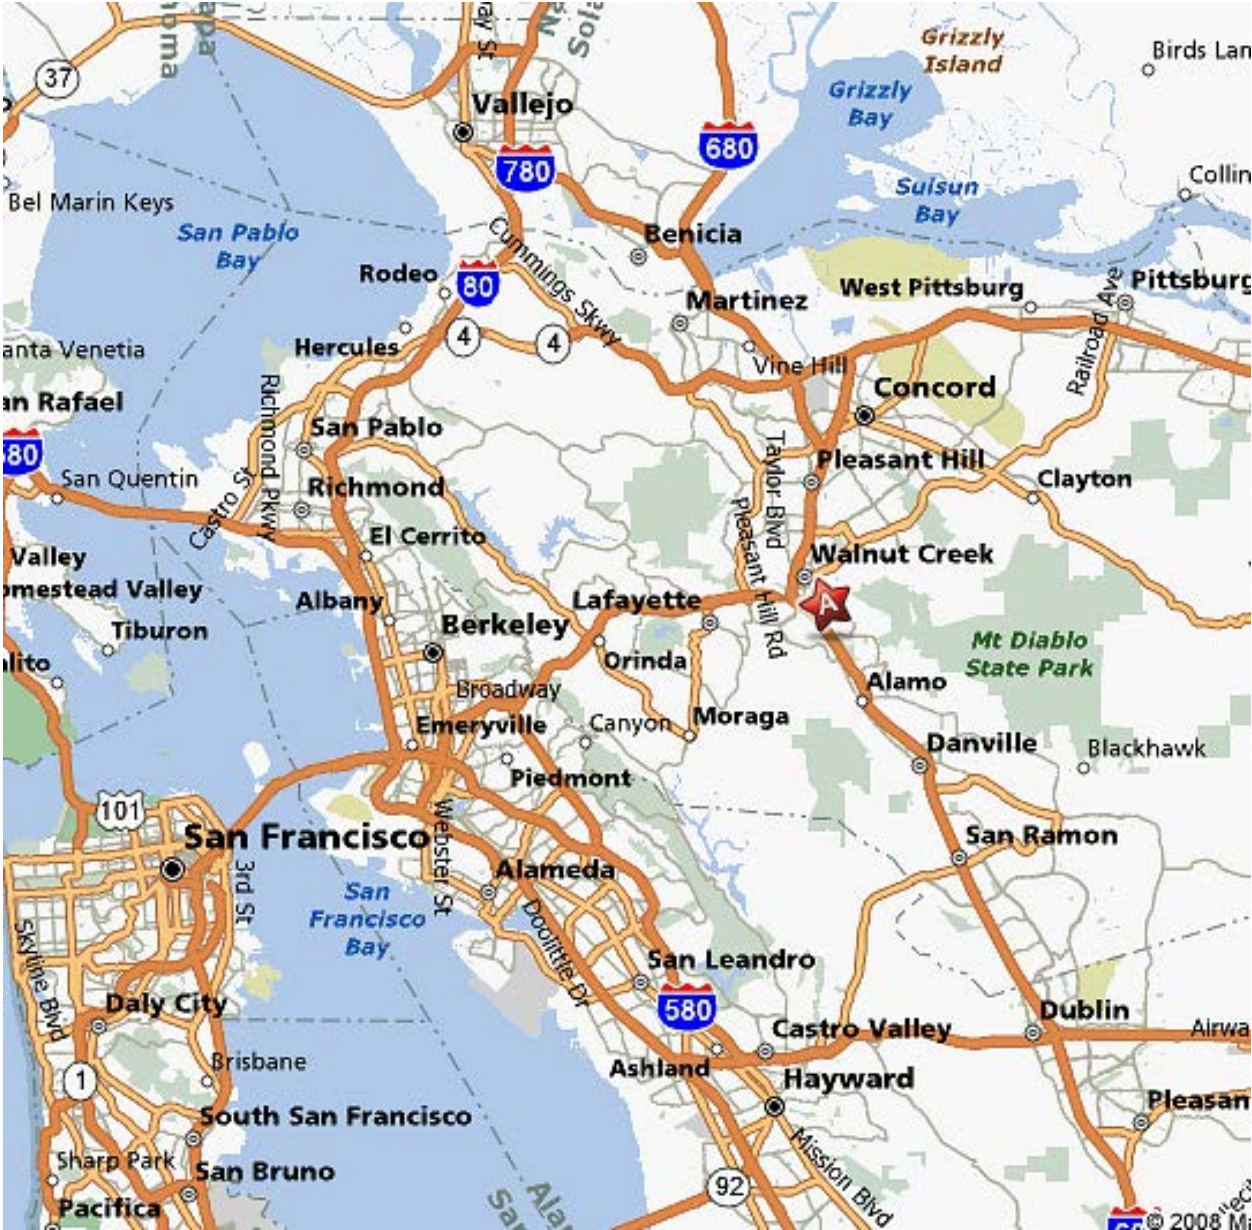 Napa
Sonoma
Sola
Grizzly
Island
Birds Lan
37
Grizzly
Bay
Vallejo
780
680
Collin
Suisun
Bay
Bel Marin Keys
San Pablo
Bay
Cummings Skwy
Benicia
Rodeo
80
West Pittsburg
Pittsburg
Railroad Ave
Martinez
4
4
Hercules
anta Venetia
Vine Hill
an Rafael
Richmond Pkwy
Concord
San Pablo
580
Taylor Blvd
Pleasant Hill
San Quentin
Castro St
Richmond
Pleasant Hill Rd
Clayton
El Cerrito
Valley
Walnut Creek
omestead Valley
Albany
Lafayette
A
Tiburon
Berkeley
Mt Diablo
State Park
alito
Orinda
Alamo
Broadway
Emeryville
Canyon
Moraga
Danville
Blackhawk
Piedmont
101
San Francisco
Webster St
San Ramon
3rd St
Alameda
San
Francisco
Bay
Doolittle Dr
Skyline Blvd
San Leandro
580
Daly City
Dublin
Castro Valley
Airwa
Brisbane
Ashland
Hayward
1
South San Francisco
Pleasan
Mission Blvd
Sharp Park
San Bruno
92
Pacifica
© 2008 Mi